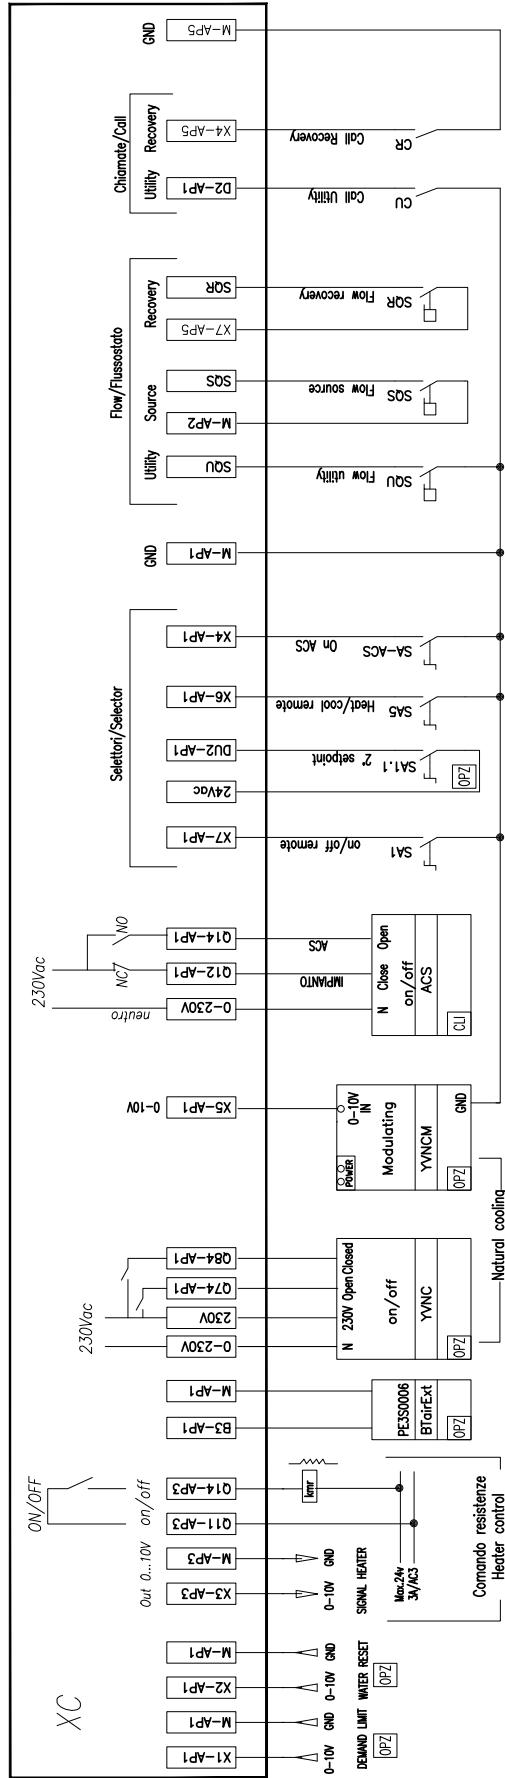 GND
M-AP5
Chiamate/Call
Recovery
X4-AP5
Call Recovery
CR
Utility
D2-AP1
Call Utility
CU
Flow/Flussostato
Recovery
SQR
Flow recovery
SQR
X7-AP5
Source
SQS
Flow source
SQS
M-AP2
Utility
SQU
Flow utility
SQU
GND
M-AP1
Selettori/Selector
X4-AP1
On ACS
SA-ACS
X6-AP1
Heat/cool remote
SA5
DU2-AP1
2° setpoint
SA1.1
OPZ
24Vac
X7-AP1
on/off remote
SA1
230Vac
NO
Q14-AP1
ACS
Open
NC
Q12-AP1
IMPIANTO
Close
neutro
0-230V
N
on/off
ACS
CLI
0-10V
X5-AP1
0-10V
IN
POWER
Modulating
YVNCM
GND
OPZ
Natural cooling
230Vac
Q84-AP1
Closed
Q74-AP1
Open
230V
230V
0-230V
N
on/off
YVNC
OPZ
M-AP1
B3-AP1
PE3S0006
BTairExt
OPZ
ON/OFF
on/off
Q14-AP3
kmr
Q11-AP3
Max.24v
3A/AC3
Comando resistenze
Heater control
Out 0...10V
M-AP3
GND
X3-AP3
0-10V
SIGNAL HEATER
M-AP1
GND
X2-AP1
0-10V
WATER RESET
OPZ
M-AP1
GND
X1-AP1
0-10V
DEMAND LIMIT
OPZ
XC